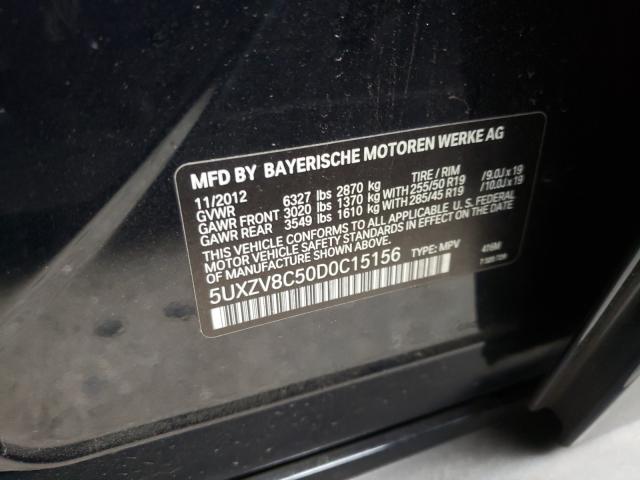 MFD BY BAYERISCHE MOTOREN WERKE AG
11/2012 TIRE / RIM
GVWR 6327 lbs 2870 kg
GAWR FRONT 3020 lbs 1370 kg WITH 255/50 R19 /9.0J x 19
GAWR REAR 3549 lbs 1610 kg WITH 285/45 R19 /10.0J x 19
THIS VEHICLE CONFORMS TO ALL APPLICABLE U.S. FEDERAL
MOTOR VEHICLE SAFETY STANDARDS IN EFFECT ON THE DATE
OF MANUFACTURE SHOWN ABOVE.
5UXZV8C50D0C15156 TYPE: MPV